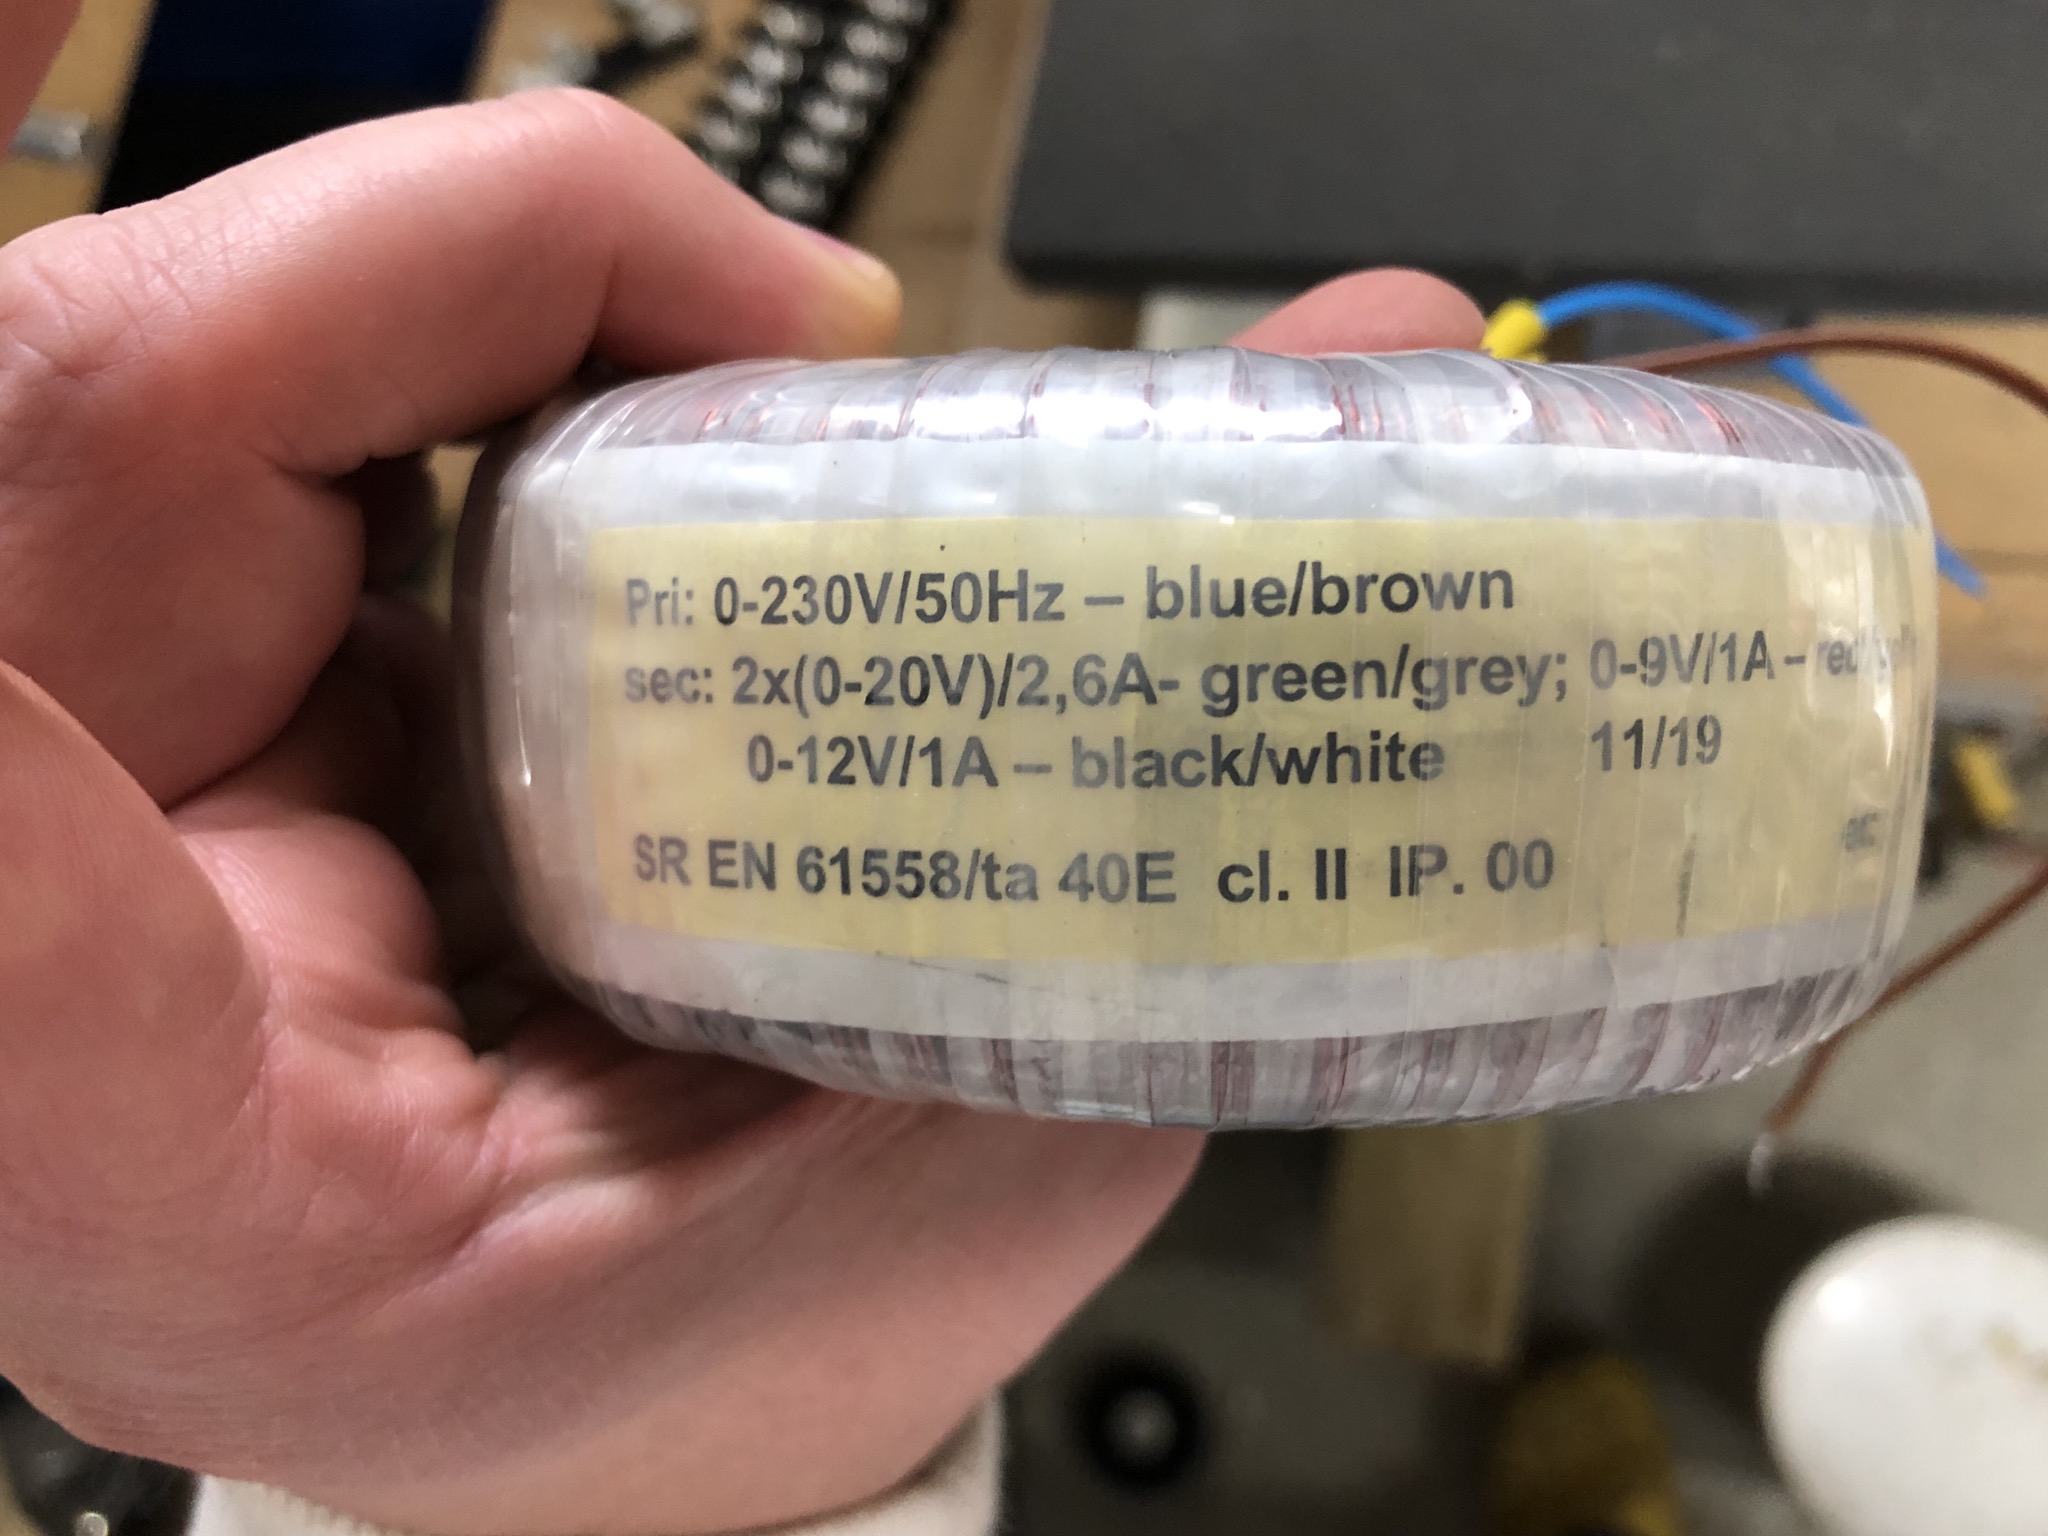 Pri: 0-230V/50Hz – blue/brown
sec: 2x(0-20V)/2,6A- green/grey; 0-9V/1A – red/
0-12V/1A – black/white 11/19
SR EN 61558/ta 40E cl. II IP. 00